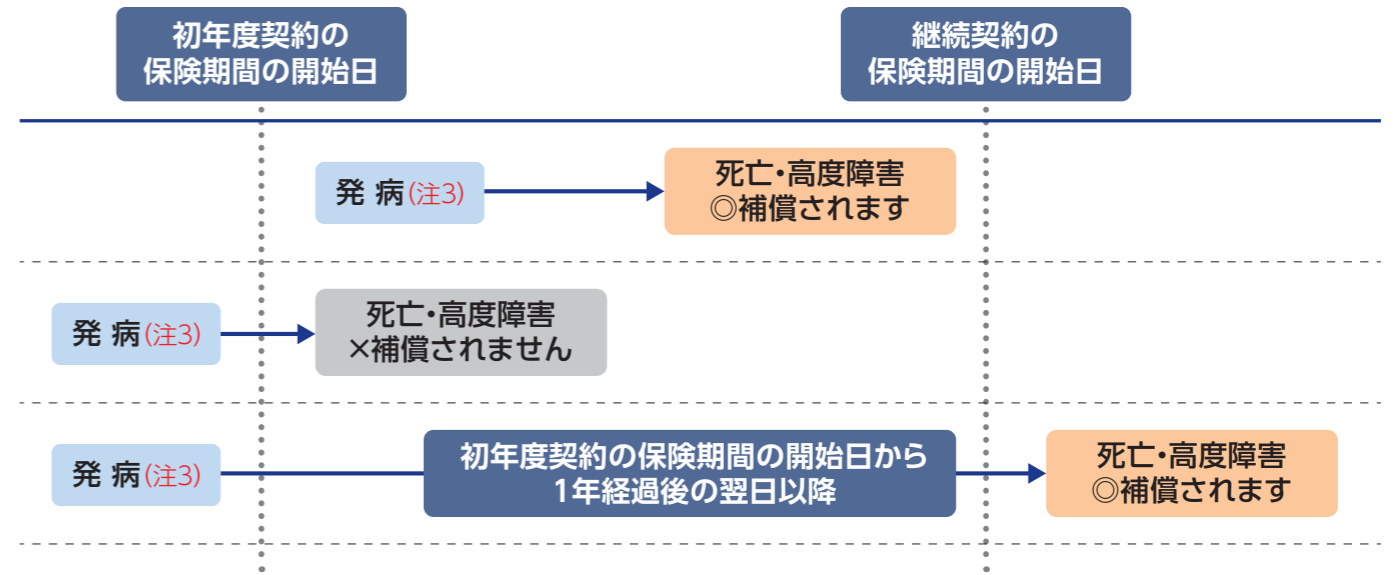 初年度契約の
保険期間の開始日
継続契約の
保険期間の開始日
発 病(注3)
死亡・高度障害
◎補償されます
発 病(注3)
死亡・高度障害
×補償されません
発 病(注3)
初年度契約の保険期間の開始日から
1年経過後の翌日以降
死亡・高度障害
◎補償されます